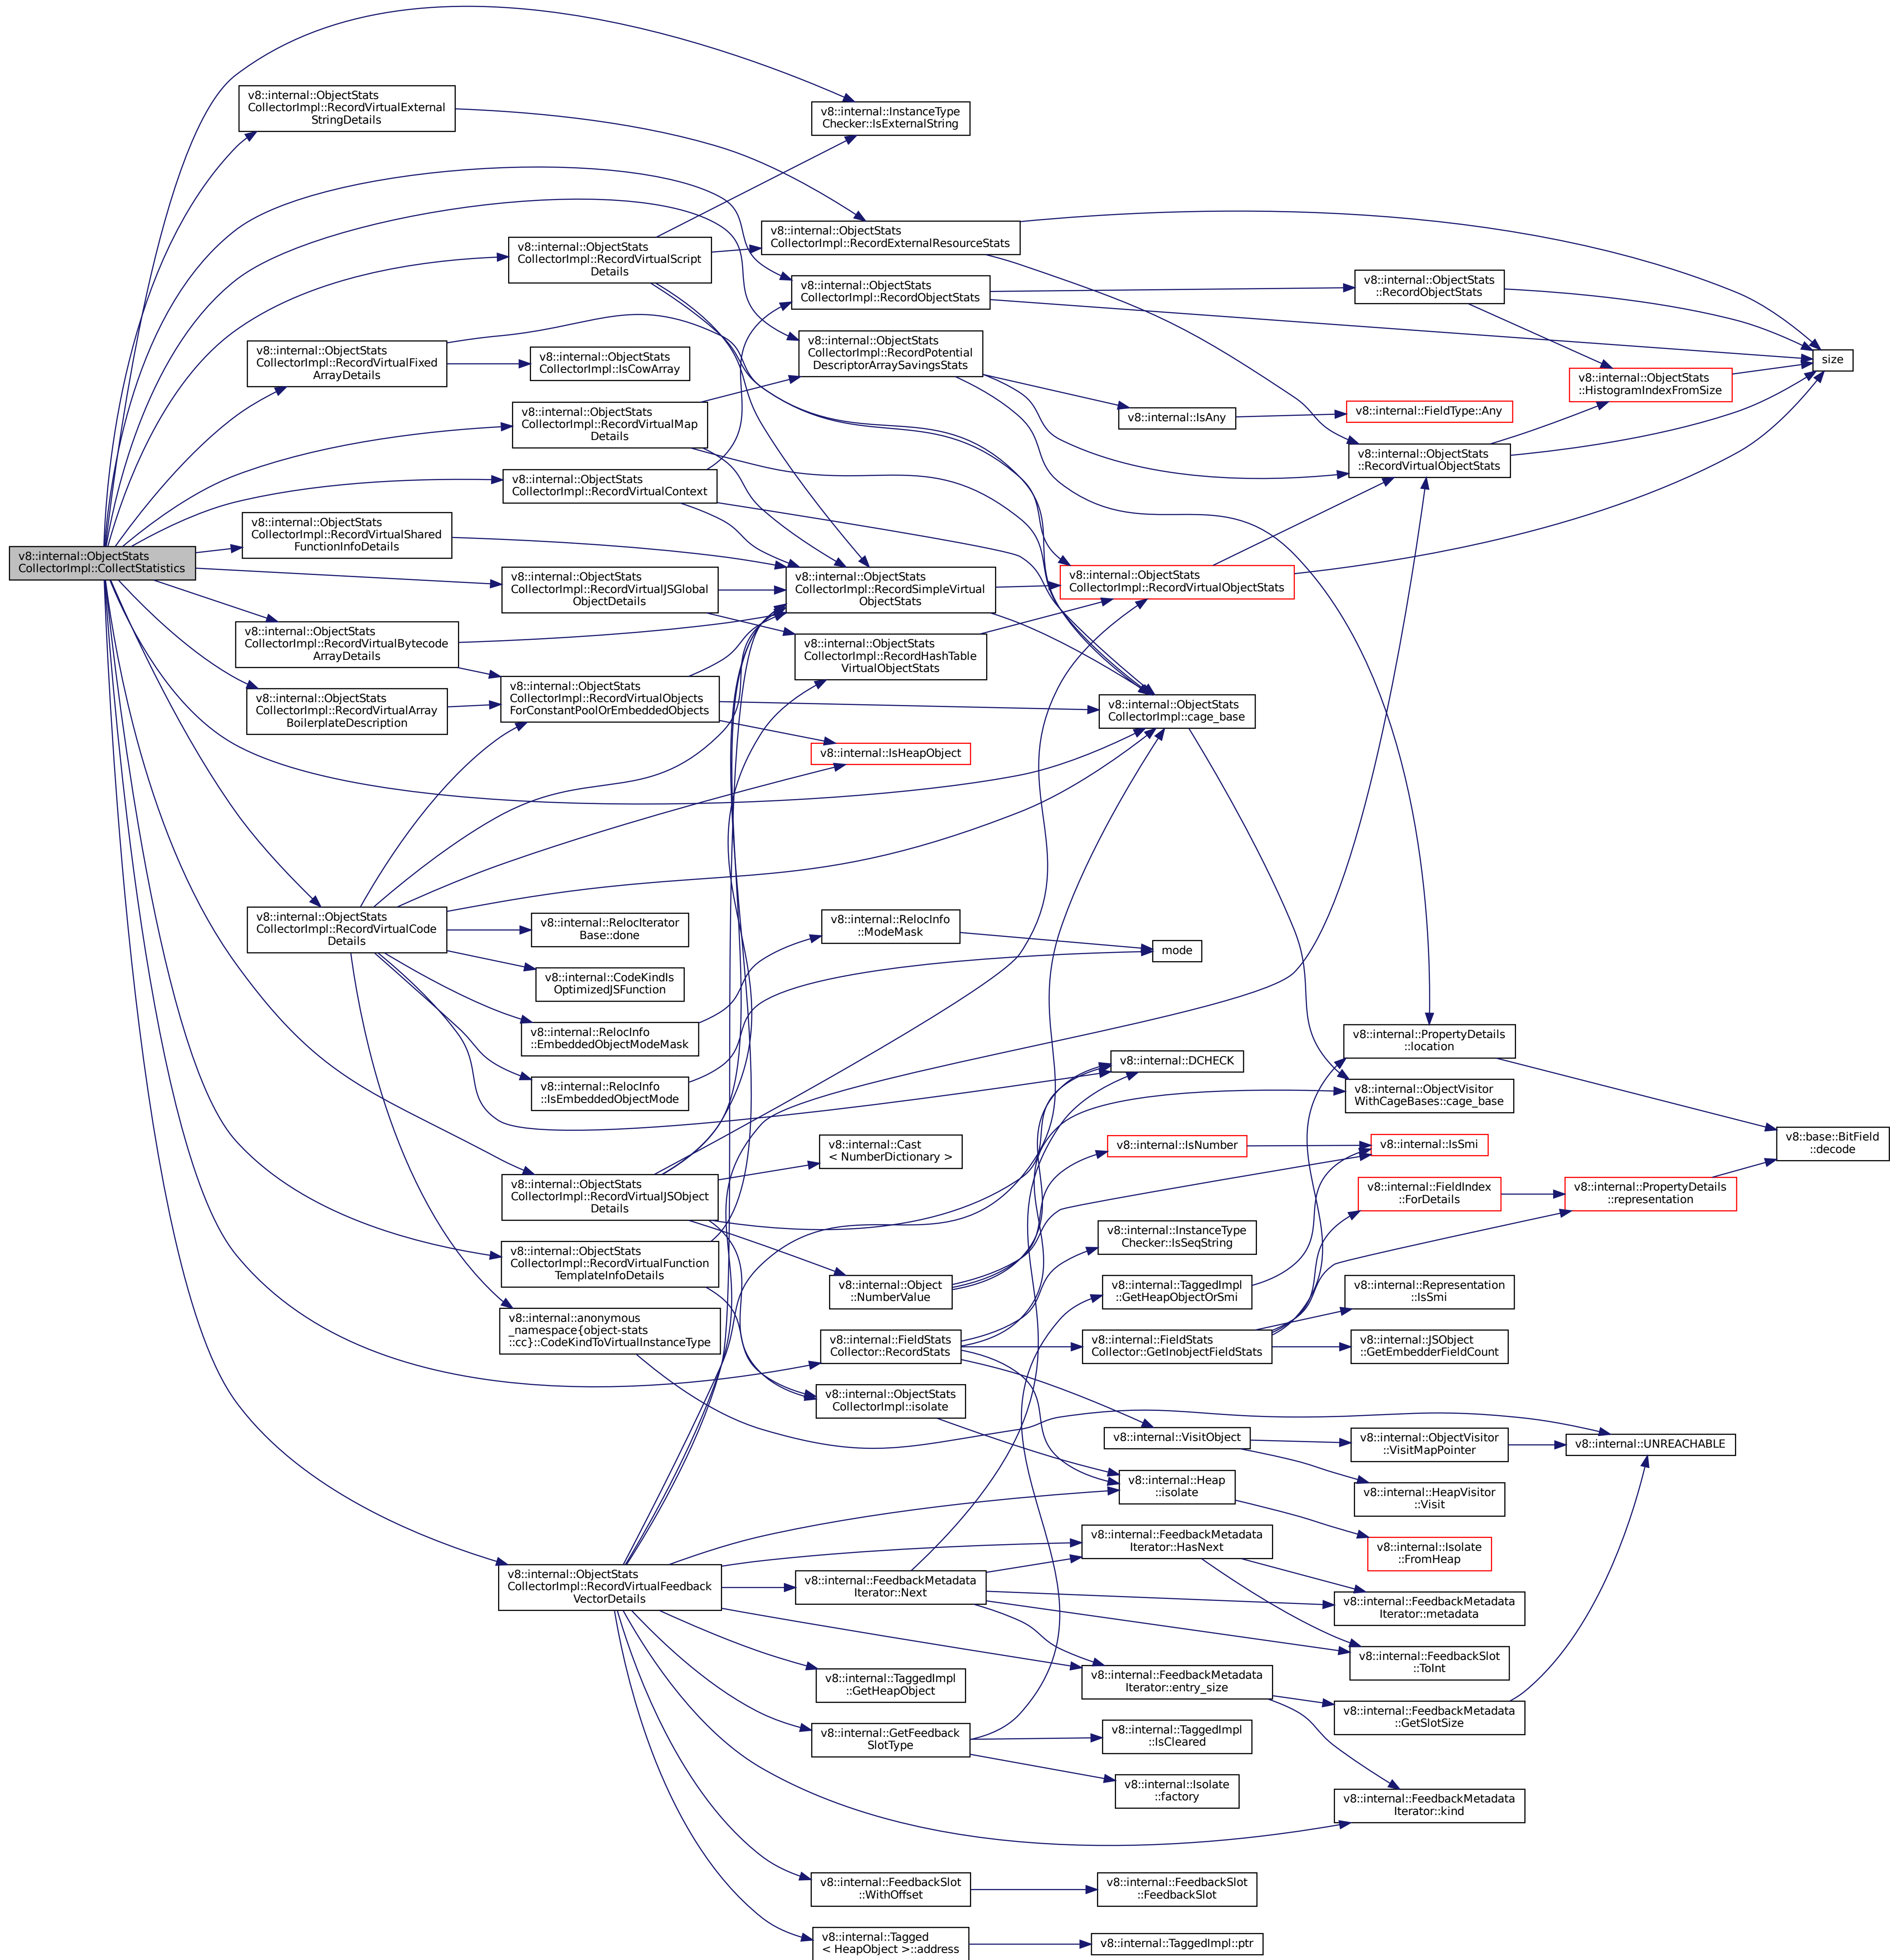 v8::internal::ObjectStats
CollectorImpl::CollectStatistics
v8::internal::ObjectStats
CollectorImpl::RecordVirtualExternal
StringDetails
v8::internal::InstanceType
Checker::IsExternalString
v8::internal::ObjectStats
CollectorImpl::RecordVirtualScript
Details
v8::internal::ObjectStats
CollectorImpl::RecordExternalResourceStats
v8::internal::ObjectStats
CollectorImpl::RecordObjectStats
v8::internal::ObjectStats
::RecordObjectStats
v8::internal::ObjectStats
CollectorImpl::RecordVirtualFixed
ArrayDetails
v8::internal::ObjectStats
CollectorImpl::IsCowArray
v8::internal::ObjectStats
CollectorImpl::RecordPotential
DescriptorArraySavingsStats
size
v8::internal::ObjectStats
::HistogramIndexFromSize
v8::internal::ObjectStats
CollectorImpl::RecordVirtualMap
Details
v8::internal::IsAny
v8::internal::FieldType::Any
v8::internal::ObjectStats
::RecordVirtualObjectStats
v8::internal::ObjectStats
CollectorImpl::RecordVirtualContext
v8::internal::ObjectStats
CollectorImpl::RecordVirtualShared
FunctionInfoDetails
v8::internal::ObjectStats
CollectorImpl::RecordVirtualJSGlobal
ObjectDetails
v8::internal::ObjectStats
CollectorImpl::RecordSimpleVirtual
ObjectStats
v8::internal::ObjectStats
CollectorImpl::RecordVirtualObjectStats
v8::internal::ObjectStats
CollectorImpl::RecordVirtualBytecode
ArrayDetails
v8::internal::ObjectStats
CollectorImpl::RecordHashTable
VirtualObjectStats
v8::internal::ObjectStats
CollectorImpl::RecordVirtualArray
BoilerplateDescription
v8::internal::ObjectStats
CollectorImpl::RecordVirtualObjects
ForConstantPoolOrEmbeddedObjects
v8::internal::ObjectStats
CollectorImpl::cage_base
v8::internal::IsHeapObject
v8::internal::ObjectStats
CollectorImpl::RecordVirtualCode
Details
v8::internal::RelocIterator
Base::done
v8::internal::RelocInfo
::ModeMask
mode
v8::internal::CodeKindIs
OptimizedJSFunction
v8::internal::RelocInfo
::EmbeddedObjectModeMask
v8::internal::PropertyDetails
::location
v8::internal::DCHECK
v8::internal::RelocInfo
::IsEmbeddedObjectMode
v8::internal::ObjectVisitor
WithCageBases::cage_base
v8::base::BitField
::decode
v8::internal::Cast
< NumberDictionary >
v8::internal::IsNumber
v8::internal::IsSmi
v8::internal::ObjectStats
CollectorImpl::RecordVirtualJSObject
Details
v8::internal::FieldIndex
::ForDetails
v8::internal::PropertyDetails
::representation
v8::internal::ObjectStats
CollectorImpl::RecordVirtualFunction
TemplateInfoDetails
v8::internal::InstanceType
Checker::IsSeqString
v8::internal::Object
::NumberValue
v8::internal::TaggedImpl
::GetHeapObjectOrSmi
v8::internal::Representation
::IsSmi
v8::internal::anonymous
_namespace{object-stats
::cc}::CodeKindToVirtualInstanceType
v8::internal::FieldStats
Collector::RecordStats
v8::internal::FieldStats
Collector::GetInobjectFieldStats
v8::internal::JSObject
::GetEmbedderFieldCount
v8::internal::ObjectStats
CollectorImpl::isolate
v8::internal::VisitObject
v8::internal::ObjectVisitor
::VisitMapPointer
v8::internal::UNREACHABLE
v8::internal::Heap
::isolate
v8::internal::HeapVisitor
::Visit
v8::internal::FeedbackMetadata
Iterator::HasNext
v8::internal::Isolate
::FromHeap
v8::internal::ObjectStats
CollectorImpl::RecordVirtualFeedback
VectorDetails
v8::internal::FeedbackMetadata
Iterator::Next
v8::internal::FeedbackMetadata
Iterator::metadata
v8::internal::FeedbackSlot
::ToInt
v8::internal::TaggedImpl
::GetHeapObject
v8::internal::FeedbackMetadata
Iterator::entry_size
v8::internal::FeedbackMetadata
::GetSlotSize
v8::internal::GetFeedback
SlotType
v8::internal::TaggedImpl
::IsCleared
v8::internal::Isolate
::factory
v8::internal::FeedbackMetadata
Iterator::kind
v8::internal::FeedbackSlot
::WithOffset
v8::internal::FeedbackSlot
::FeedbackSlot
v8::internal::Tagged
< HeapObject >::address
v8::internal::TaggedImpl::ptr